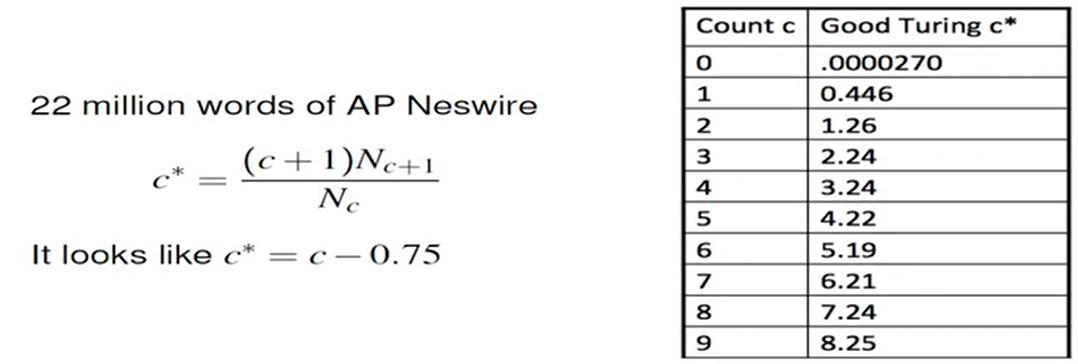 22 million words of AP Neswire
c* = (c + 1)N_{c+1} / N_c
It looks like c* = c − 0.75
Count c Good Turing c*
0 .0000270
1 0.446
2 1.26
3 2.24
4 3.24
5 4.22
6 5.19
7 6.21
8 7.24
9 8.25